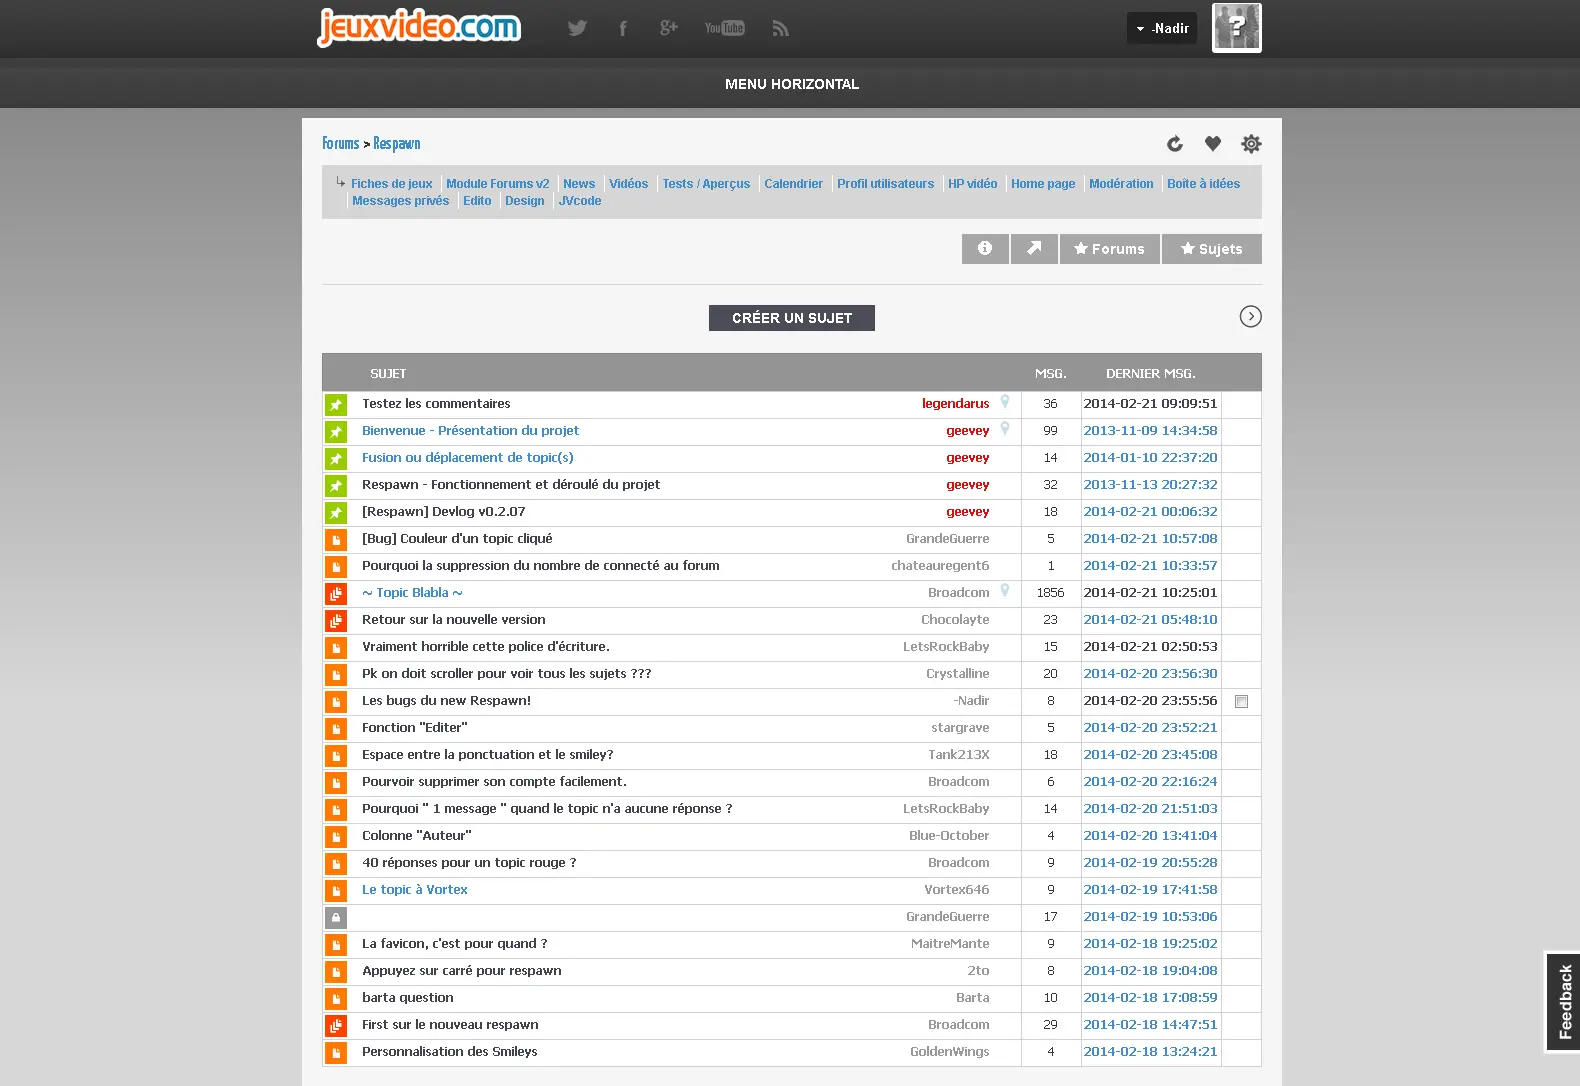 jeuxvideo.com
You Tube
-Nadir
MENU HORIZONTAL
Forums > Respawn
Fiches de jeux Module Forums v2 News Vidéos Tests / Aperçus Calendrier Profil utilisateurs HP vidéo Home page Modération Boîte à idées
Messages privés Edito Design JVcode
Forums Sujets
CRÉER UN SUJET
SUJET MSG. DERNIER MSG.
Testez les commentaires legendarus 36 2014-02-21 09:09:51
Bienvenue - Présentation du projet geevey 99 2013-11-09 14:34:58
Fusion ou déplacement de topic(s) geevey 14 2014-01-10 22:37:20
Respawn - Fonctionnement et déroulé du projet geevey 32 2013-11-13 20:27:32
[Respawn] Devlog v0.2.07 geevey 18 2014-02-21 00:06:32
[Bug] Couleur d'un topic cliqué GrandeGuerre 5 2014-02-21 10:57:08
Pourquoi la suppression du nombre de connecté au forum chateauregent6 1 2014-02-21 10:33:57
~ Topic Blabla ~ Broadcom 1856 2014-02-21 10:25:01
Retour sur la nouvelle version Chocolayte 23 2014-02-21 05:48:10
Vraiment horrible cette police d'écriture. LetsRockBaby 15 2014-02-21 02:50:53
Pk on doit scroller pour voir tous les sujets ??? Crystalline 20 2014-02-20 23:56:30
Les bugs du new Respawn! -Nadir 8 2014-02-20 23:55:56
Fonction "Editer" stargrave 5 2014-02-20 23:52:21
Espace entre la ponctuation et le smiley? Tank213X 18 2014-02-20 23:45:08
Pourvoir supprimer son compte facilement. Broadcom 6 2014-02-20 22:16:24
Pourquoi " 1 message " quand le topic n'a aucune réponse ? LetsRockBaby 14 2014-02-20 21:51:03
Colonne "Auteur" Blue-October 4 2014-02-20 13:41:04
40 réponses pour un topic rouge ? Broadcom 9 2014-02-19 20:55:28
Le topic à Vortex Vortex646 9 2014-02-19 17:41:58
GrandeGuerre 17 2014-02-19 10:53:06
La favicon, c'est pour quand ? MaitreMante 9 2014-02-18 19:25:02
Appuyez sur carré pour respawn 2to 8 2014-02-18 19:04:08
barta question Barta 10 2014-02-18 17:08:59
First sur le nouveau respawn Broadcom 29 2014-02-18 14:47:51
Personnalisation des Smileys GoldenWings 4 2014-02-18 13:24:21
Feedback